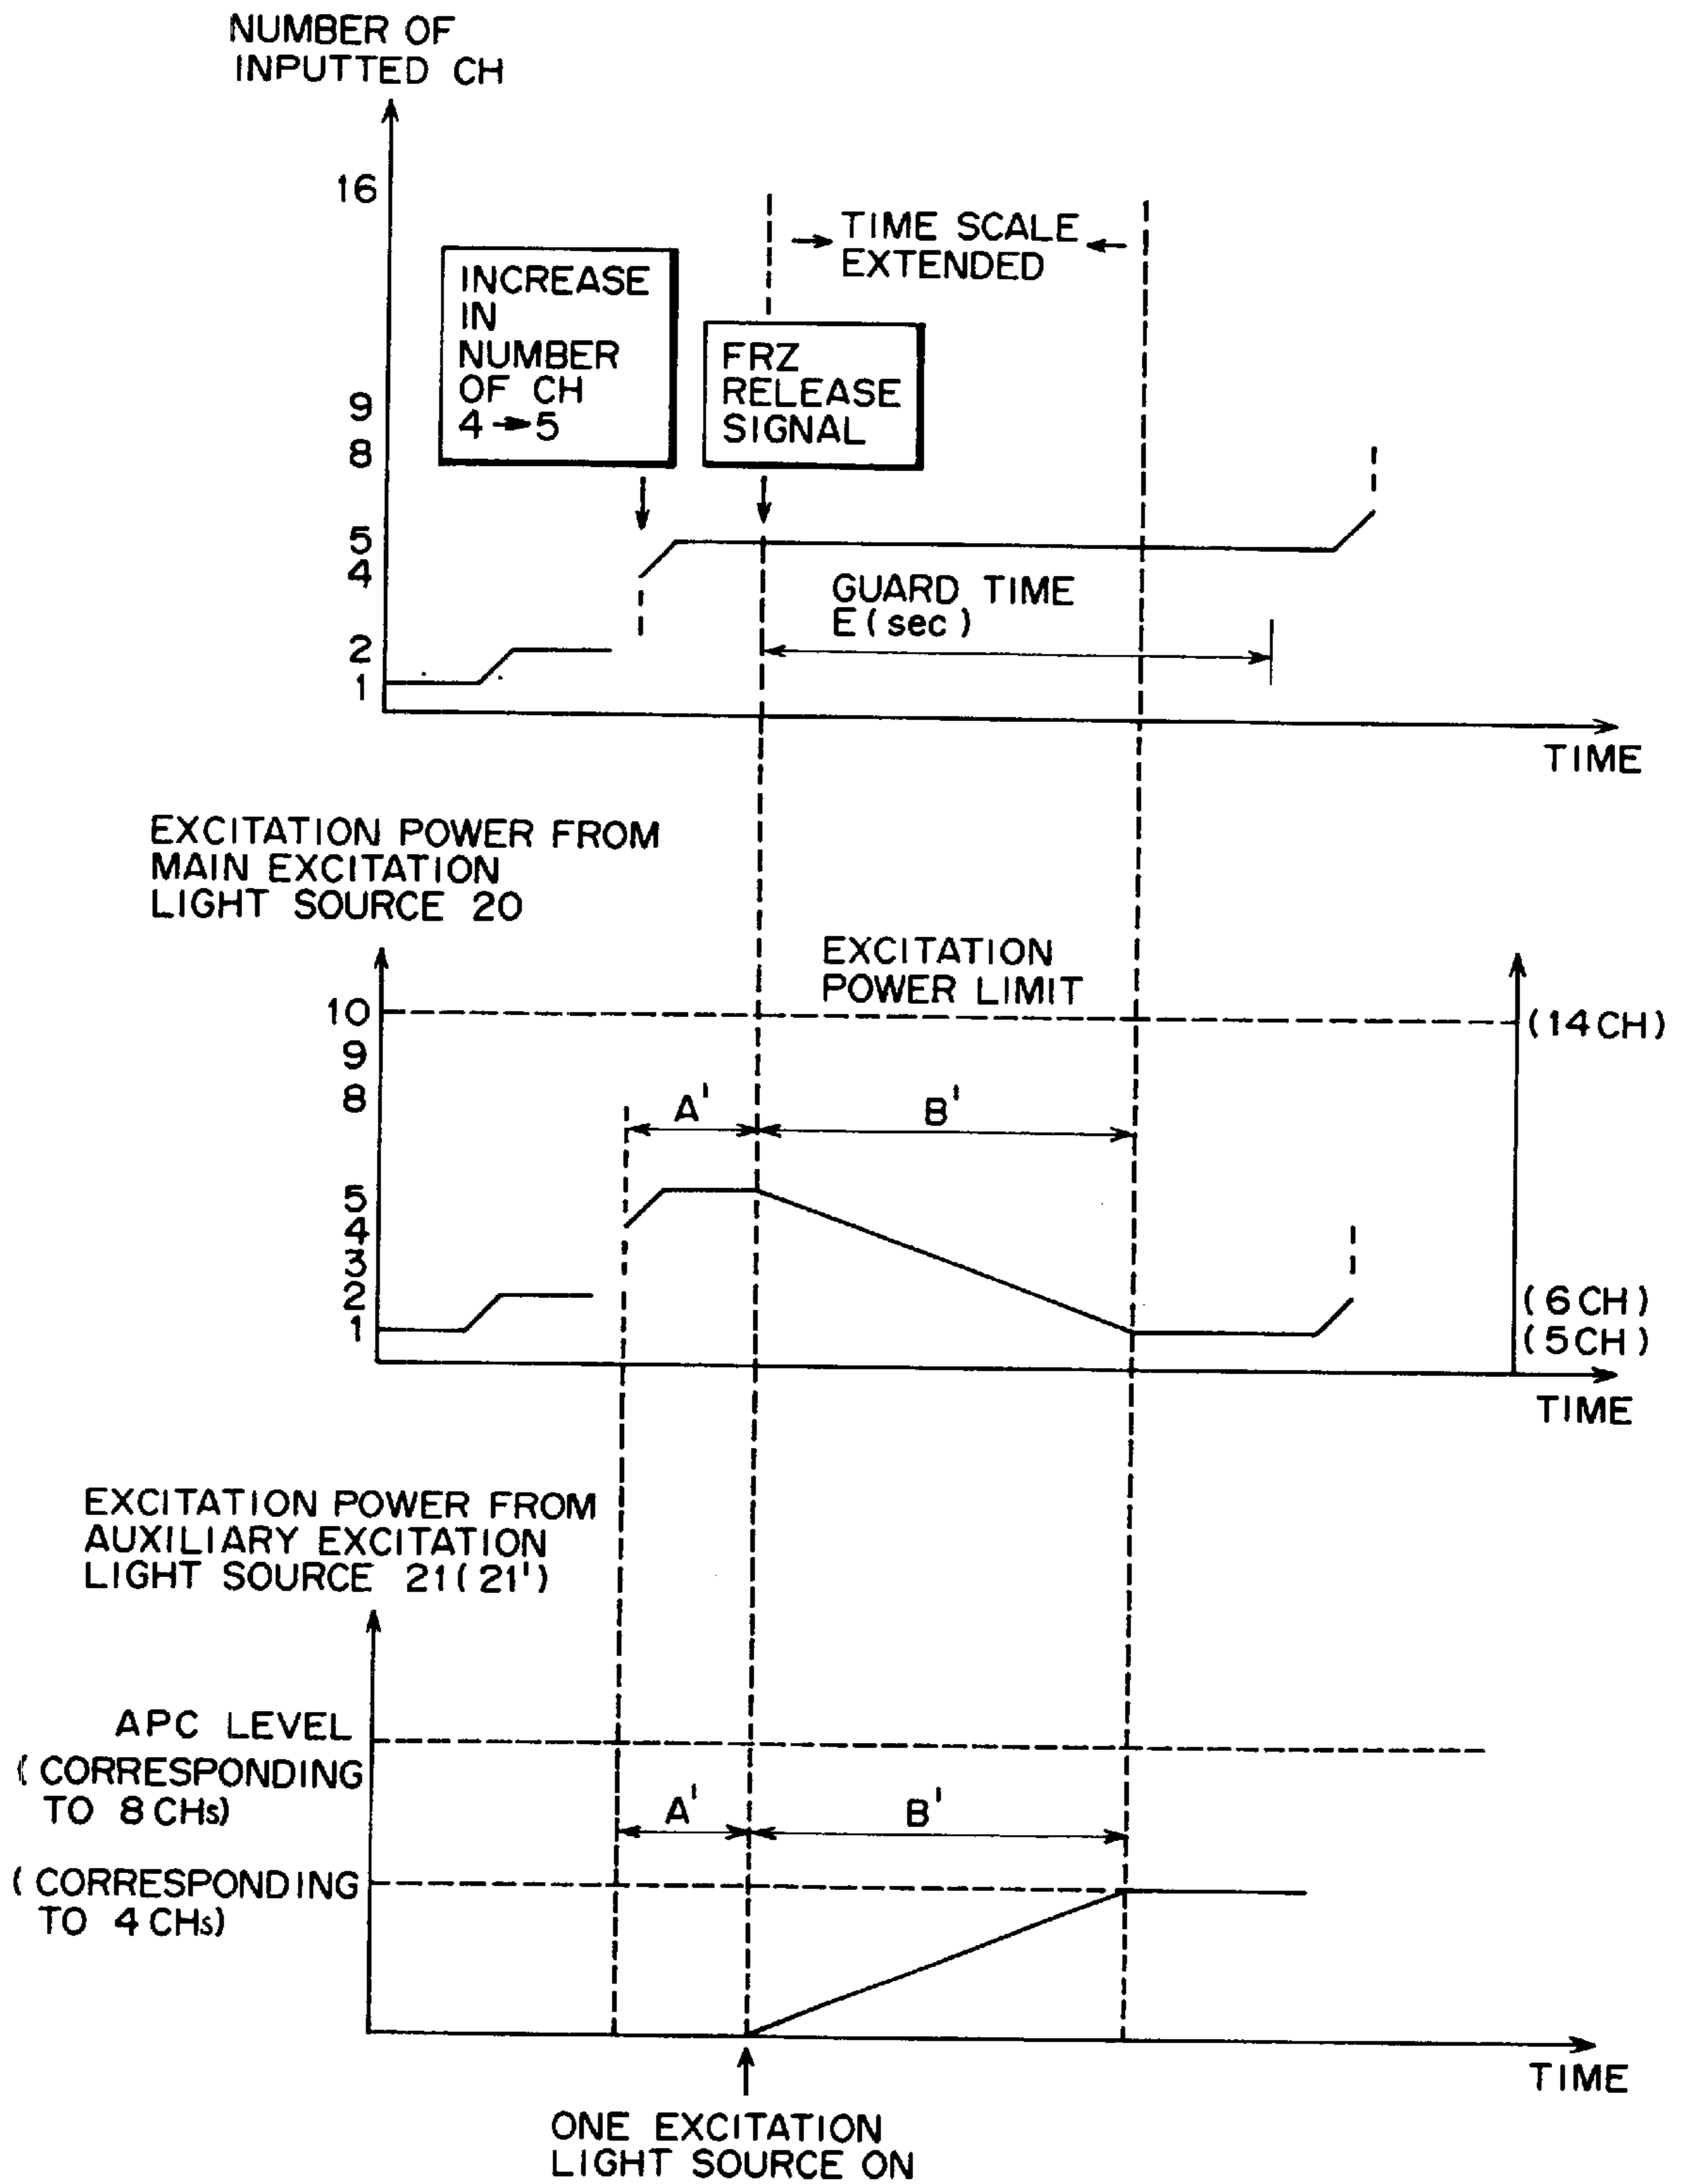 NUMBER OF
INPUTTED CH
16
TIME SCALE
EXTENDED
INCREASE
IN
NUMBER
OF CH
4→5
FRZ
RELEASE
SIGNAL
9
8
5
4
GUARD TIME
E(sec)
2
1
TIME
EXCITATION POWER FROM
MAIN EXCITATION
LIGHT SOURCE 20
EXCITATION
POWER LIMIT
10
(14CH)
9
8
A'
B'
5
4
3
2
(6CH)
1
(5CH)
TIME
EXCITATION POWER FROM
AUXILIARY EXCITATION
LIGHT SOURCE 21(21')
APC LEVEL
(CORRESPONDING
TO 8CHs)
A'
B'
(CORRESPONDING
TO 4CHs)
TIME
ONE EXCITATION
LIGHT SOURCE ON